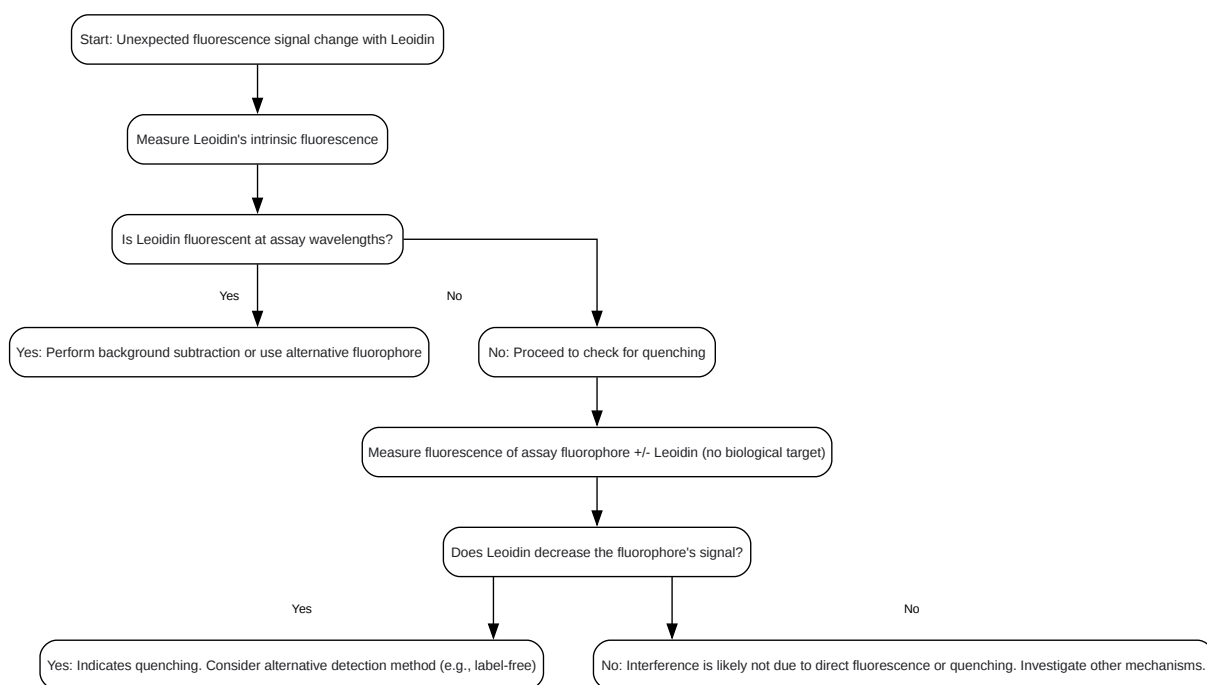 Start: Unexpected fluorescence signal change with Leoidin
Measure Leoidin's intrinsic fluorescence
Is Leoidin fluorescent at assay wavelengths?
Yes
No
Yes: Perform background subtraction or use alternative fluorophore
No: Proceed to check for quenching
Measure fluorescence of assay fluorophore +/- Leoidin (no biological target)
Does Leoidin decrease the fluorophore's signal?
Yes
No
Yes: Indicates quenching. Consider alternative detection method (e.g., label-free)
No: Interference is likely not due to direct fluorescence or quenching. Investigate other mechanisms.